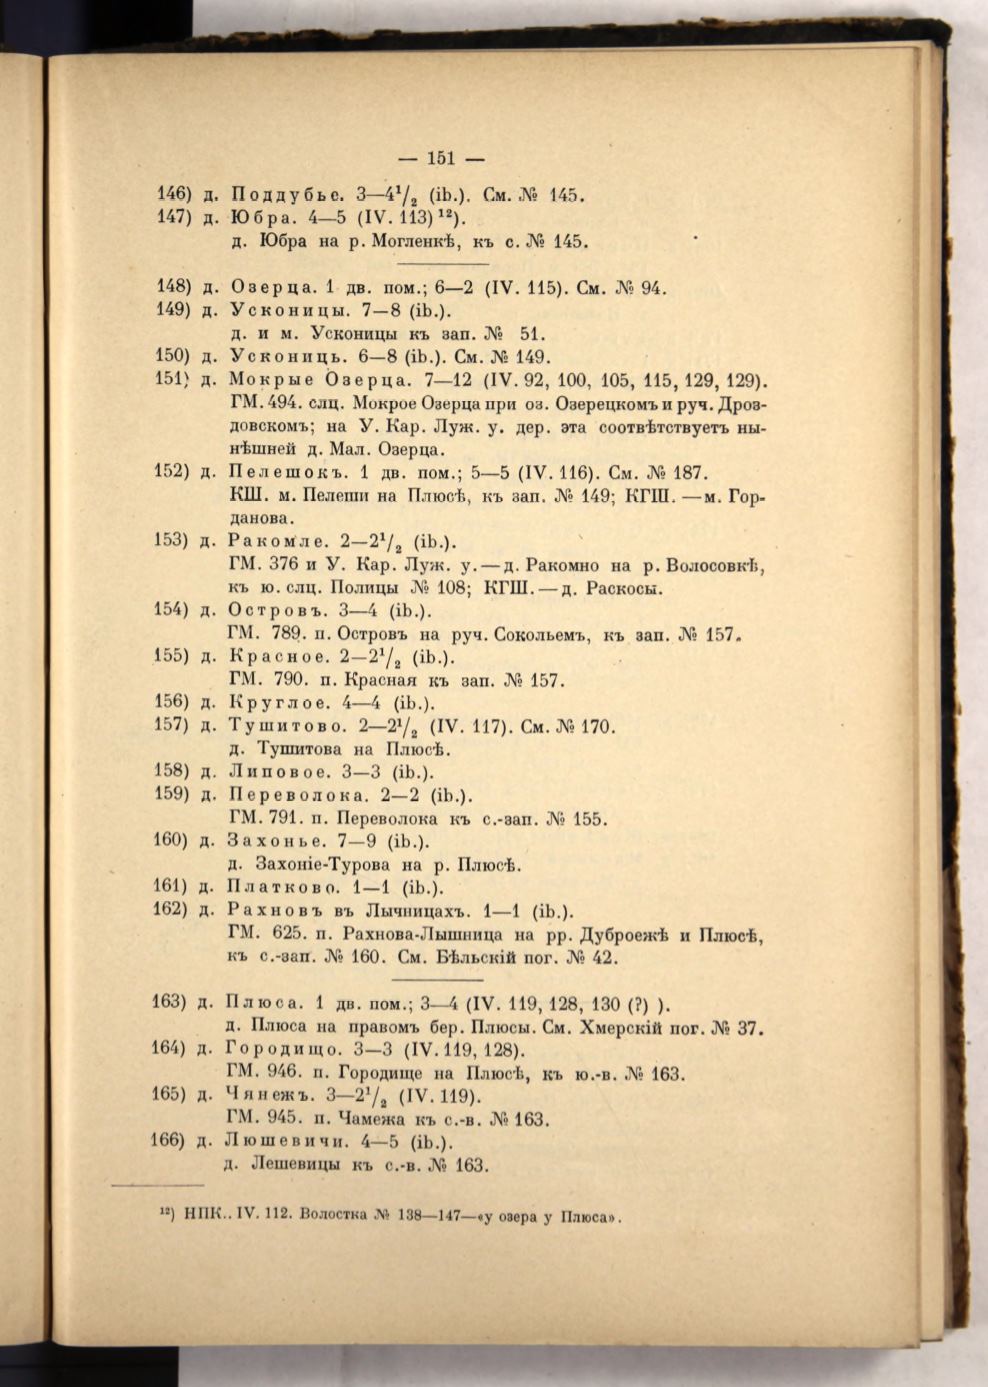 — 151 —
146) д. Поддубье. 3—4¹/₂ (ib.). См. № 145.
147) д. Юбра. 4—5 (IV. 113) ¹²).
д. Юбра на р. Могленкѣ, къ с. № 145.
148) д. Озерца. 1 дв. пом.; 6—2 (IV. 115). См. № 94.
149) д. Усконицы. 7—8 (ib.).
д. и м. Усконицы къ зап. № 51.
150) д. Усконицъ. 6—8 (ib.). См. № 149.
151) д. Мокрые Озерца. 7—12 (IV. 92, 100, 105, 115, 129, 129).
ГМ. 494. слц. Мокрое Озерца при оз. Озерецкомъ и руч. Дроз-
довскомъ; на У. Кар. Луж. у. дер. эта соотвѣтствуетъ ны-
нѣшней д. Мал. Озерца.
152) д. Пелешокъ. 1 дв. пом.; 5—5 (IV. 116). См. № 187.
КШ. м. Пелеши на Плюсѣ, къ зап. № 149; КГШ. — м. Гор-
данова.
153) д. Ракомле. 2—2¹/₂ (ib.).
ГМ. 376 и У. Кар. Луж. у. — д. Ракомно на р. Волосовкѣ,
къ ю. слц. Полицы № 108; КГШ. — д. Раскосы.
154) д. Островъ. 3—4 (ib.).
ГМ. 789. п. Островъ на руч. Сокольемъ, къ зап. № 157.
155) д. Красное. 2—2¹/₂ (ib.).
ГМ. 790. п. Красная къ зап. № 157.
156) д. Круглое. 4—4 (ib.).
157) д. Тушитово. 2—2¹/₂ (IV. 117). См. № 170.
д. Тушитова на Плюсѣ.
158) д. Липовое. 3—3 (ib.).
159) д. Переволока. 2—2 (ib.).
ГМ. 791. п. Переволока къ с.-зап. № 155.
160) д. Захонье. 7—9 (ib.).
д. Захоніе-Турова на р. Плюсѣ.
161) д. Платково. 1—1 (ib.).
162) д. Рахновъ въ Лычницахъ. 1—1 (ib.).
ГМ. 625. п. Рахнова-Лышница на рр. Дуброежѣ и Плюсѣ,
къ с.-зап. № 160. См. Бѣльскій пог. № 42.
163) д. Плюса. 1 дв. пом.; 3—4 (IV. 119, 128, 130 (?) ).
д. Плюса на правомъ бер. Плюсы. См. Хмерскій пог. № 37.
164) д. Городищо. 3—3 (IV. 119, 128).
ГМ. 946. п. Городище на Плюсѣ, къ ю.-в. № 163.
165) д. Чянежъ. 3—2¹/₂ (IV. 119).
ГМ. 945. п. Чамежа къ с.-в. № 163.
166) д. Люшевичи. 4—5 (ib.).
д. Лешевицы къ с.-в. № 163.
¹²) НПК.. IV. 112. Волостка № 138—147—«у озера у Плюса».